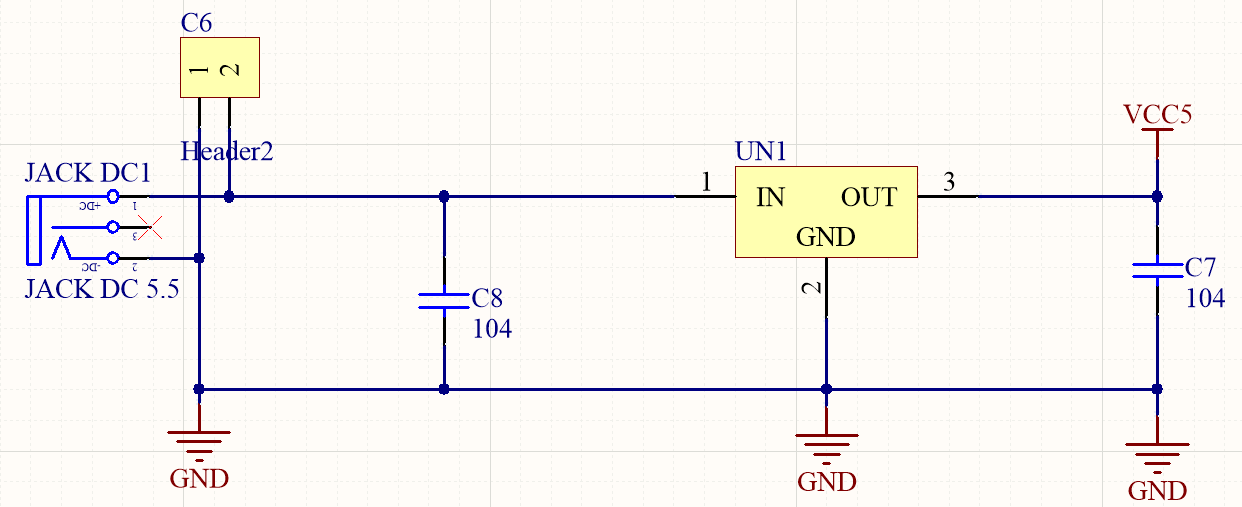 C6
1 2
Header2
JACK DC1
+DC 1
3
-DC 2
JACK DC 5.5
C8
104
UN1
1 IN OUT 3
GND
2
VCC5
C7
104
GND
GND
GND